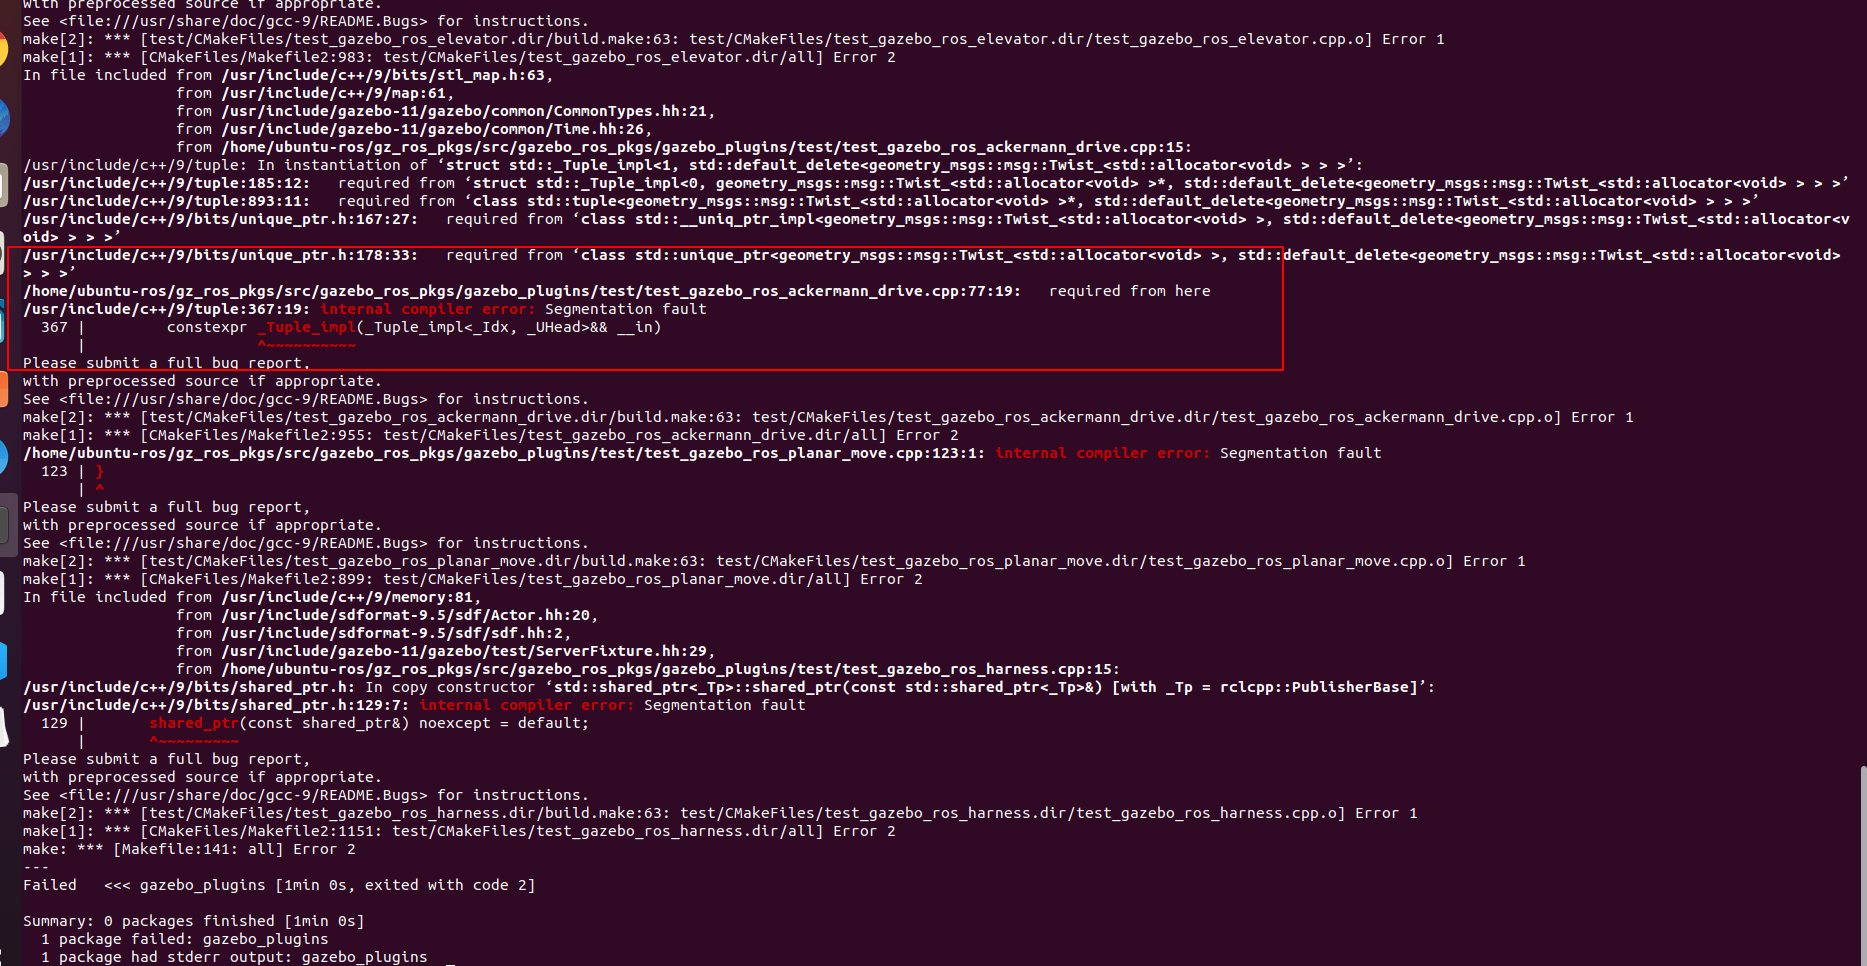 with preprocessed source if appropriate.
See <file:///usr/share/doc/gcc-9/README.Bugs> for instructions.
make[2]: *** [test/CMakeFiles/test_gazebo_ros_elevator.dir/build.make:63: test/CMakeFiles/test_gazebo_ros_elevator.dir/test_gazebo_ros_elevator.cpp.o] Error 1
make[1]: *** [CMakeFiles/Makefile2:983: test/CMakeFiles/test_gazebo_ros_elevator.dir/all] Error 2
In file included from /usr/include/c++/9/bits/stl_map.h:63,
                 from /usr/include/c++/9/map:61,
                 from /usr/include/gazebo-11/gazebo/common/CommonTypes.hh:21,
                 from /usr/include/gazebo-11/gazebo/common/Time.hh:26,
                 from /home/ubuntu-ros/gz_ros_pkgs/src/gazebo_ros_pkgs/gazebo_plugins/test/test_gazebo_ros_ackermann_drive.cpp:15:
/usr/include/c++/9/tuple: In instantiation of ‘struct std::_Tuple_impl<1, std::default_delete<geometry_msgs::msg::Twist_<std::allocator<void> > > >’:
/usr/include/c++/9/tuple:185:12:   required from ‘struct std::_Tuple_impl<0, geometry_msgs::msg::Twist_<std::allocator<void> >*, std::default_delete<geometry_msgs::msg::Twist_<std::allocator<void> > > >’
/usr/include/c++/9/tuple:893:11:   required from ‘class std::tuple<geometry_msgs::msg::Twist_<std::allocator<void> >*, std::default_delete<geometry_msgs::msg::Twist_<std::allocator<void> > > >’
/usr/include/c++/9/bits/unique_ptr.h:167:27:   required from ‘class std::__uniq_ptr_impl<geometry_msgs::msg::Twist_<std::allocator<void> >, std::default_delete<geometry_msgs::msg::Twist_<std::allocator<v
oid> > > >’
/usr/include/c++/9/bits/unique_ptr.h:178:33:   required from ‘class std::unique_ptr<geometry_msgs::msg::Twist_<std::allocator<void> >, std::default_delete<geometry_msgs::msg::Twist_<std::allocator<void>
> > >’
/home/ubuntu-ros/gz_ros_pkgs/src/gazebo_ros_pkgs/gazebo_plugins/test/test_gazebo_ros_ackermann_drive.cpp:77:19:   required from here
/usr/include/c++/9/tuple:367:19: internal compiler error: Segmentation fault
  367 |         constexpr _Tuple_impl(_Tuple_impl<_Idx, _UHead>&& __in)
      |                   ^~~~~~~~~~~
Please submit a full bug report,
with preprocessed source if appropriate.
See <file:///usr/share/doc/gcc-9/README.Bugs> for instructions.
make[2]: *** [test/CMakeFiles/test_gazebo_ros_ackermann_drive.dir/build.make:63: test/CMakeFiles/test_gazebo_ros_ackermann_drive.dir/test_gazebo_ros_ackermann_drive.cpp.o] Error 1
make[1]: *** [CMakeFiles/Makefile2:955: test/CMakeFiles/test_gazebo_ros_ackermann_drive.dir/all] Error 2
/home/ubuntu-ros/gz_ros_pkgs/src/gazebo_ros_pkgs/gazebo_plugins/test/test_gazebo_ros_planar_move.cpp:123:1: internal compiler error: Segmentation fault
  123 | }
      | ^
Please submit a full bug report,
with preprocessed source if appropriate.
See <file:///usr/share/doc/gcc-9/README.Bugs> for instructions.
make[2]: *** [test/CMakeFiles/test_gazebo_ros_planar_move.dir/build.make:63: test/CMakeFiles/test_gazebo_ros_planar_move.dir/test_gazebo_ros_planar_move.cpp.o] Error 1
make[1]: *** [CMakeFiles/Makefile2:899: test/CMakeFiles/test_gazebo_ros_planar_move.dir/all] Error 2
In file included from /usr/include/c++/9/memory:81,
                 from /usr/include/sdformat-9.5/sdf/Actor.hh:20,
                 from /usr/include/sdformat-9.5/sdf/sdf.hh:2,
                 from /usr/include/gazebo-11/gazebo/test/ServerFixture.hh:29,
                 from /home/ubuntu-ros/gz_ros_pkgs/src/gazebo_ros_pkgs/gazebo_plugins/test/test_gazebo_ros_harness.cpp:15:
/usr/include/c++/9/bits/shared_ptr.h: In copy constructor ‘std::shared_ptr<_Tp>::shared_ptr(const std::shared_ptr<_Tp>&) [with _Tp = rclcpp::PublisherBase]’:
/usr/include/c++/9/bits/shared_ptr.h:129:7: internal compiler error: Segmentation fault
  129 |       shared_ptr(const shared_ptr&) noexcept = default;
      |       ^~~~~~~~~~
Please submit a full bug report,
with preprocessed source if appropriate.
See <file:///usr/share/doc/gcc-9/README.Bugs> for instructions.
make[2]: *** [test/CMakeFiles/test_gazebo_ros_harness.dir/build.make:63: test/CMakeFiles/test_gazebo_ros_harness.dir/test_gazebo_ros_harness.cpp.o] Error 1
make[1]: *** [CMakeFiles/Makefile2:1151: test/CMakeFiles/test_gazebo_ros_harness.dir/all] Error 2
make: *** [Makefile:141: all] Error 2
---
Failed   <<< gazebo_plugins [1min 0s, exited with code 2]

Summary: 0 packages finished [1min 0s]
  1 package failed: gazebo_plugins
  1 package had stderr output: gazebo_plugins